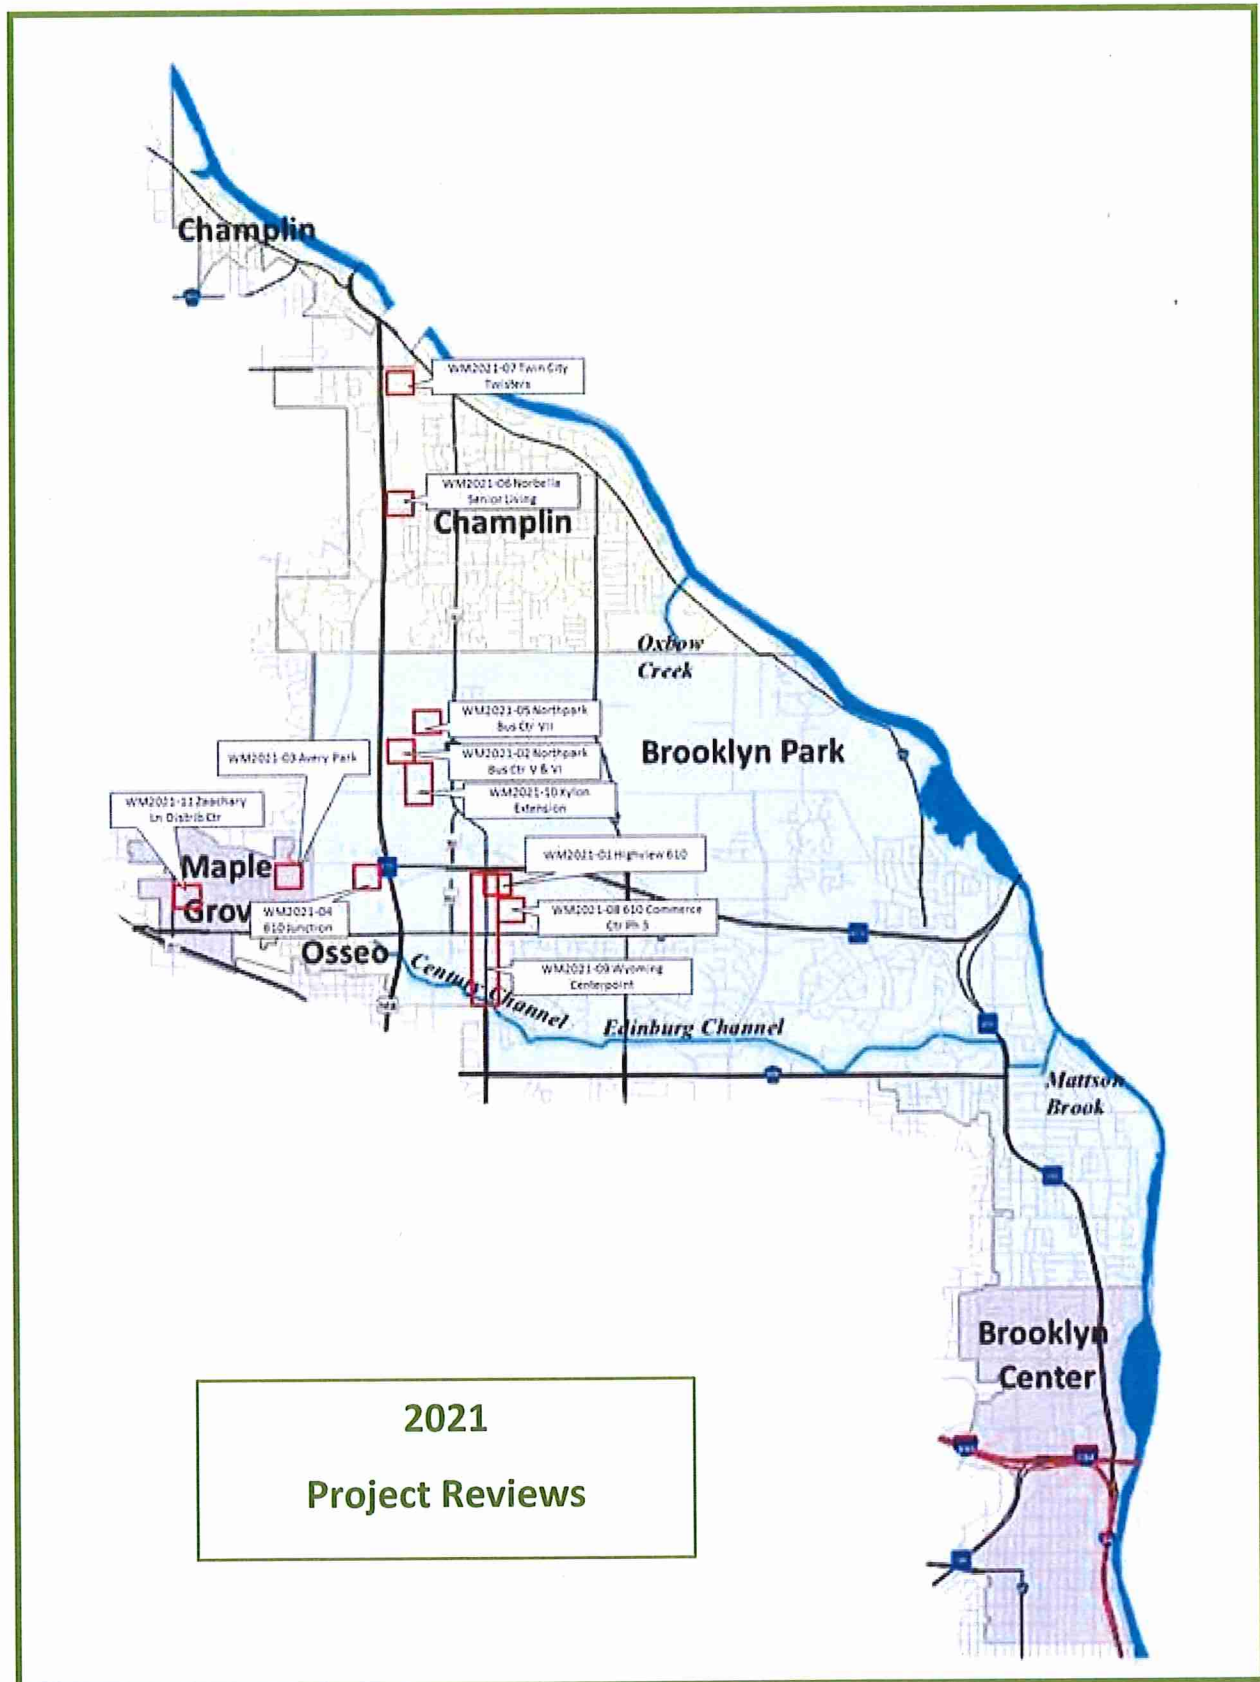 Champlin
WM2021-07 Twin City
Twisters
WM2021-06 Norbella
Senior Living
Champlin
Oxbow
Creek
WM2021-05 Northpark
Bus Ctr VII
WM2021-03 Avery Park
WM2021-02 Northpark
Bus Ctr V & VI
Brooklyn Park
WM2021-10 Xylon
Extension
WM2021-11 Zachary
Ln Distrib Ctr
WM2021-01 Highview 610
Maple
Grov
WM2021-04
610 Junction
WM2021-08 610 Commerce
Ctr Ph 3
Osseo
WM2021-09 Wyoming
Centerpoint
Century Channel
Edinburg Channel
Mattson
Brook
Brooklyn
Center
2021
Project Reviews